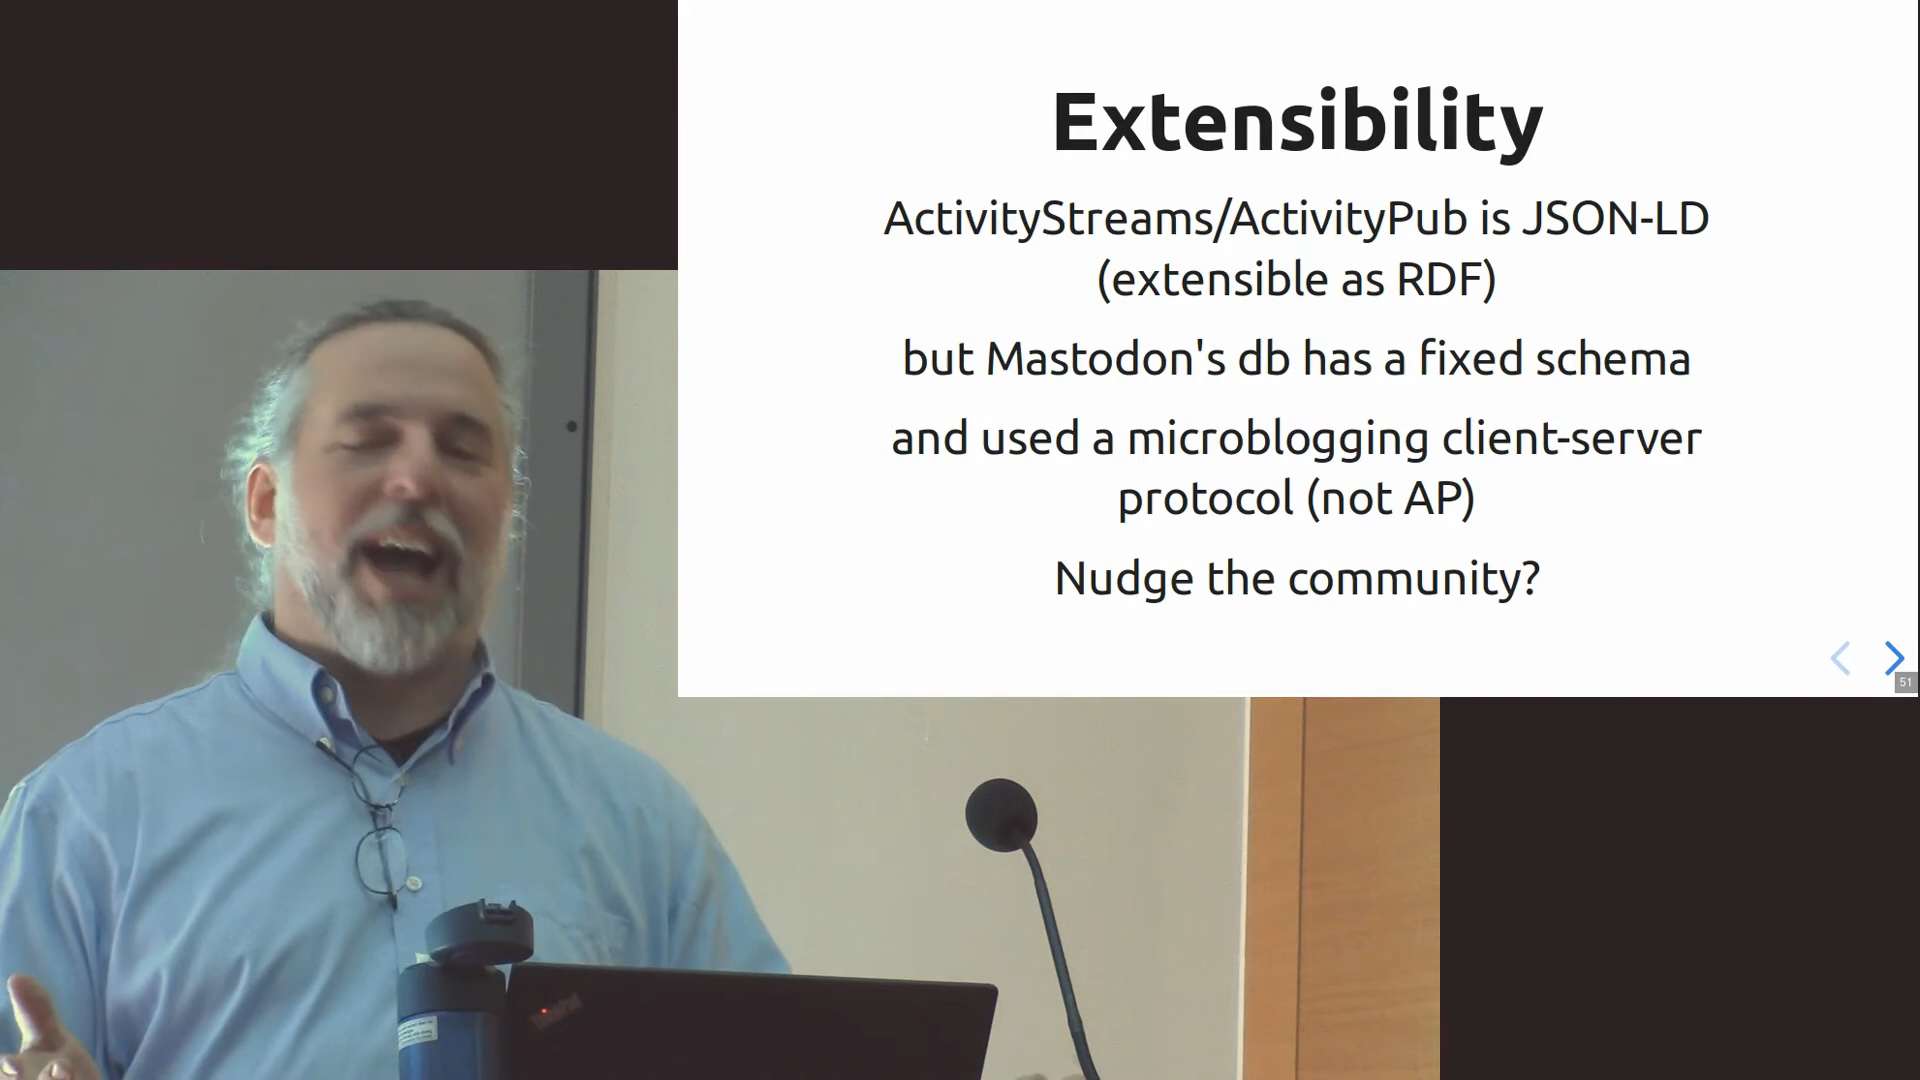 Extensibility
ActivityStreams/ActivityPub is JSON-LD
(extensible as RDF)
but Mastodon's db has a fixed schema
and used a microblogging client-server
protocol (not AP)
Nudge the community?
51
ThinkPad